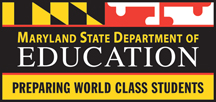 MARYLAND STATE DEPARTMENT OF
EDUCATION
PREPARING WORLD CLASS STUDENTS